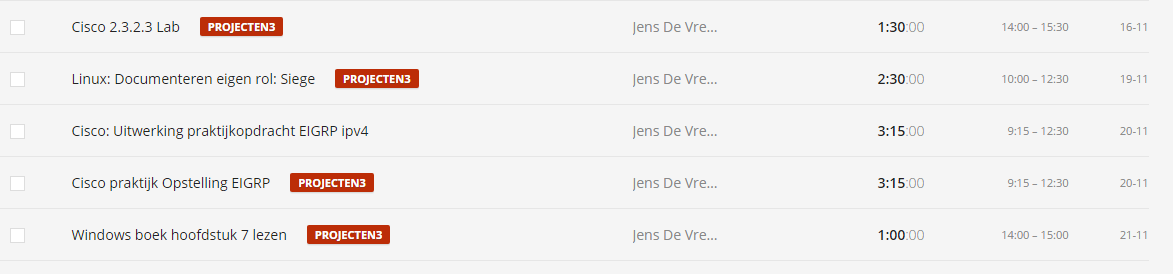 Cisco 2.3.2.3 Lab PROJECTEN3 Jens De Vre... 1:30:00 14:00 – 15:30 16-11
Linux: Documenteren eigen rol: Siege PROJECTEN3 Jens De Vre... 2:30:00 10:00 – 12:30 19-11
Cisco: Uitwerking praktijkopdracht EIGRP ipv4 Jens De Vre... 3:15:00 9:15 – 12:30 20-11
Cisco praktijk Opstelling EIGRP PROJECTEN3 Jens De Vre... 3:15:00 9:15 – 12:30 20-11
Windows boek hoofdstuk 7 lezen PROJECTEN3 Jens De Vre... 1:00:00 14:00 – 15:00 21-11